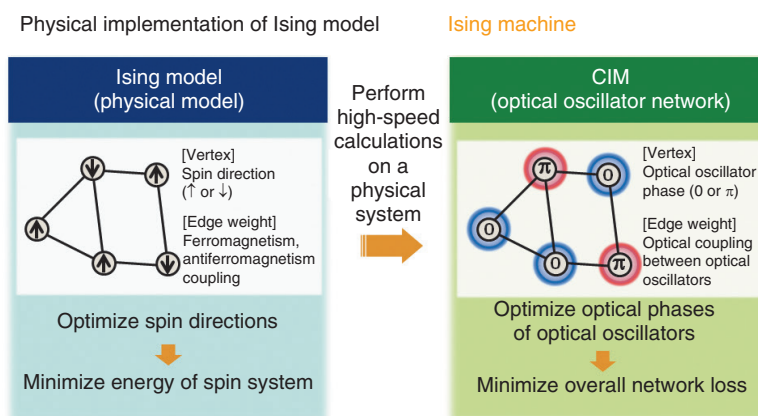 Physical implementation of Ising model
Ising machine
Ising model
(physical model)
[Vertex]
Spin direction
(↑ or ↓)
[Edge weight]
Ferromagnetism,
antiferromagnetism
coupling
Optimize spin directions
Minimize energy of spin system
Perform
high-speed
calculations
on a
physical
system
CIM
(optical oscillator network)
π
0
0
0
π
[Vertex]
Optical oscillator
phase (0 or π)
[Edge weight]
Optical coupling
between optical
oscillators
Optimize optical phases
of optical oscillators
Minimize overall network loss